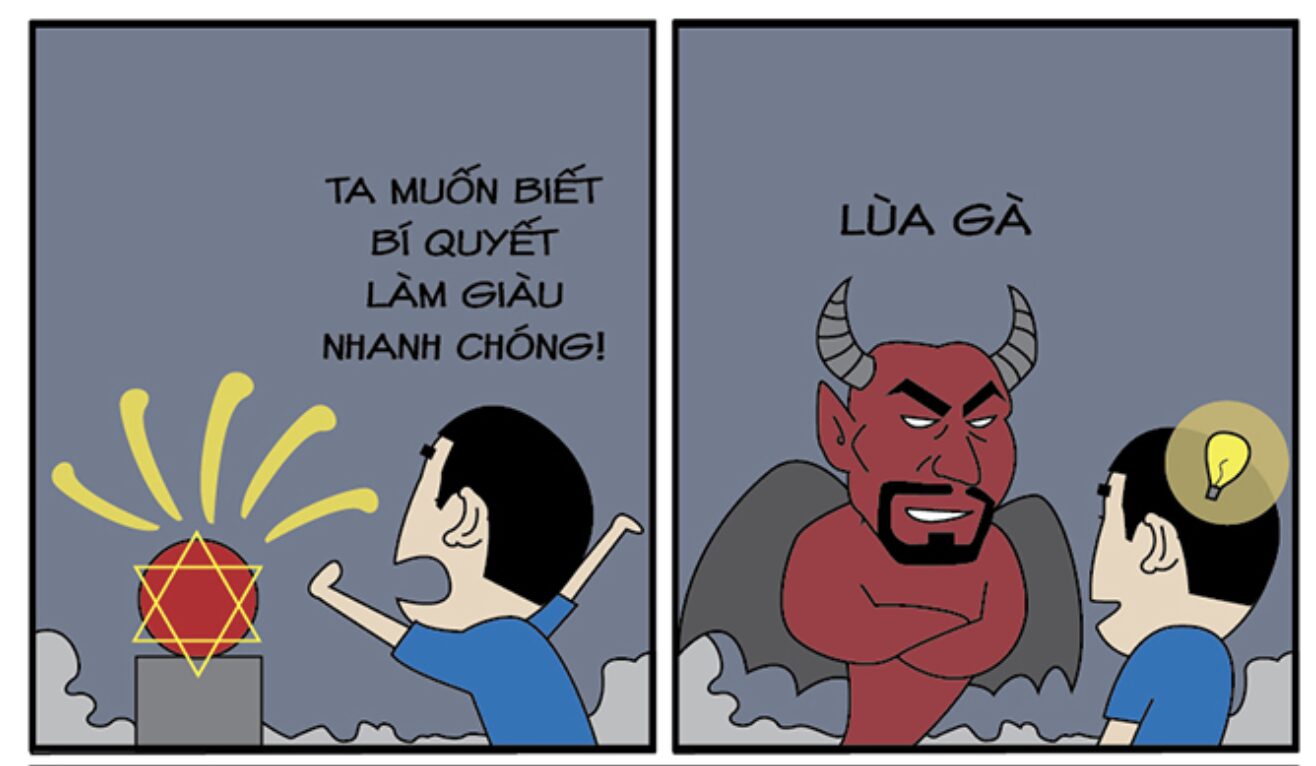 TA MUỐN BIẾT
BÍ QUYẾT
LÀM GIÀU
NHANH CHÓNG!
LÙA GÀ